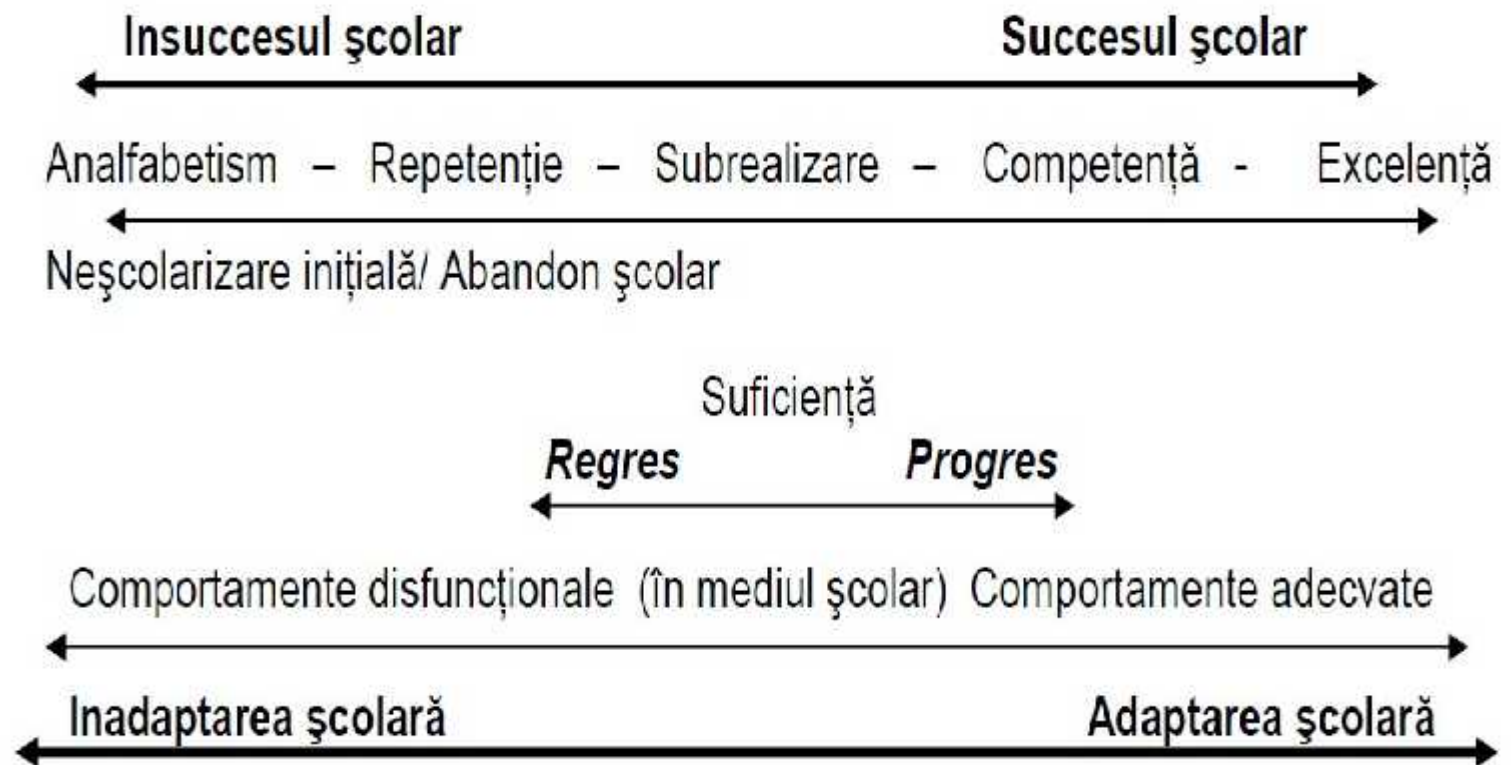 Insuccesul şcolar Succesul şcolar
Analfabetism – Repetenție – Subrealizare – Competență - Excelență
Neşcolarizare inițială/ Abandon şcolar
Suficiență
Regres Progres
Comportamente disfuncționale (în mediul şcolar) Comportamente adecvate
Inadaptarea şcolară Adaptarea şcolară